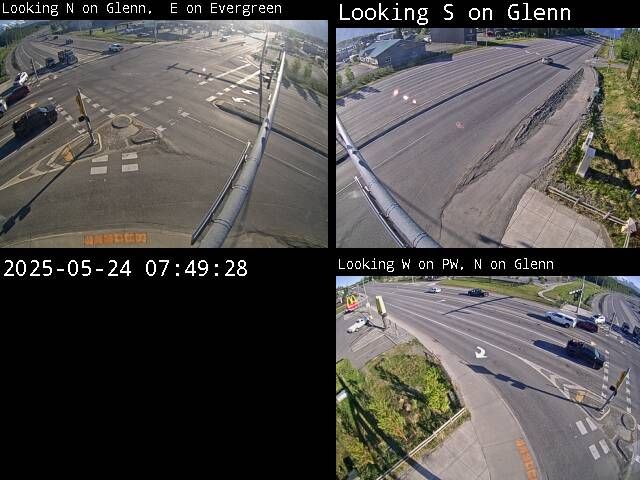 Looking N on Glenn,  E on Evergreen
Looking S on Glenn
2025-05-24 07:49:28
Looking W on PW, N on Glenn